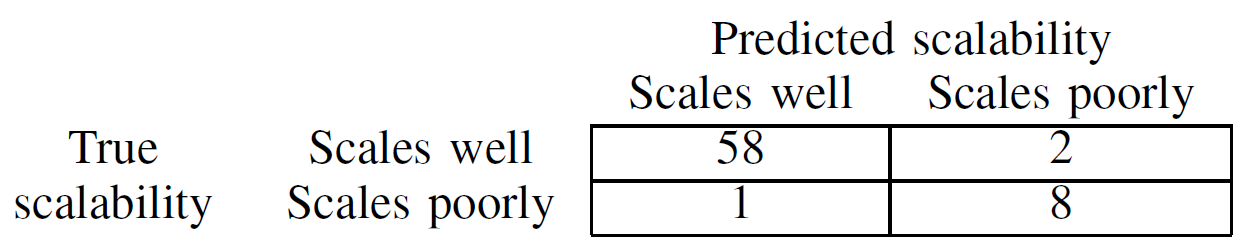 Predicted scalability
Scales well Scales poorly
True Scales well 58 2
scalability Scales poorly 1 8